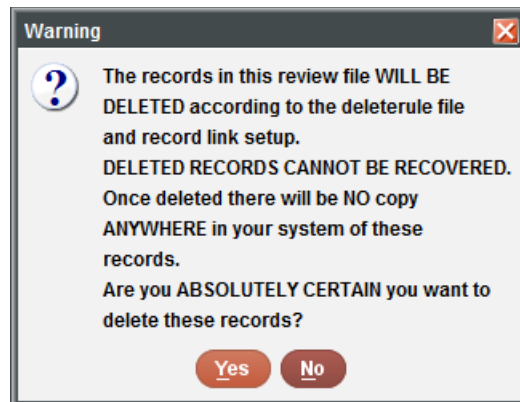 Warning
The records in this review file WILL BE
DELETED according to the deleterule file
and record link setup.
DELETED RECORDS CANNOT BE RECOVERED.
Once deleted there will be NO copy
ANYWHERE in your system of these
records.
Are you ABSOLUTELY CERTAIN you want to
delete these records?
Yes No